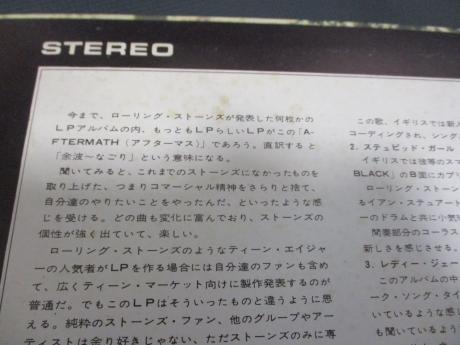 STEREO
今まで、ローリング・ストーンズが発表した何枚かの
LPアルバムの内、もっともLPらしいLPがこの「A-
FTERMATH（アフターマス）」であろう。直訳すると
「余波〜なごり」という意味になる。
聞いてみると、これまでのストーンズになかったものを
取り上げた、つまりコマーシャル精神をさらりと捨て、
自分達のやりたいことをやったんだ、といったような感
じを受ける。どの曲も変化に富んでおり、ストーンズの
個性が強く出ていて、楽しい。
ローリング・ストーンズのようなティーン・エイジャ
ーの人気者がLPを作る場合には自分達のファンも含め
て、広くティーン・マーケット向けに製作発表するのが
普通だ。でもこのLPはそういったものと違うように思
える。純粋のストーンズ・ファン、他のグループやアー
ティストは余り好きじゃない、ただストーンズのみに専
この歌、イギリスでは新人
コーディングされ、シング
2. ステュピッド・ガール
イギリスでは彼等のスマ
BLACK」のB面にカプリ
ローリング・ストーン
るイアン・ステュアート
ーのドラムと共に小気味
間奏部分のコーラス
新しさを感じさせる。
3. レディー・ジェー
このアルバムの中
ーク・ソング・タイ
いているような感じ
も聞いているよう